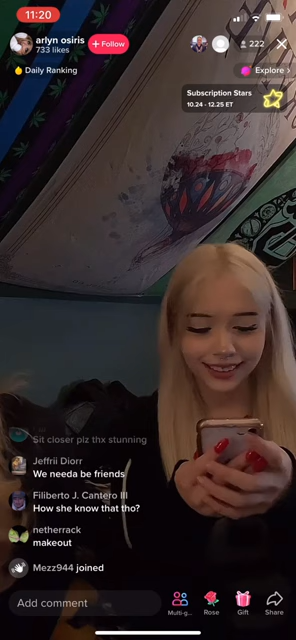 11:20
arlyn osiris
733 likes
+ Follow
222
Daily Ranking
Explore >
Subscription Stars
10.24 - 12.25 ET
Sit closer plz thx stunning
Jeffrii Diorr
We needa be friends
Filiberto J. Cantero III
How she know that tho?
netherrack
makeout
Mezz944 joined
Add comment
Multi-g...
Rose
Gift
Share